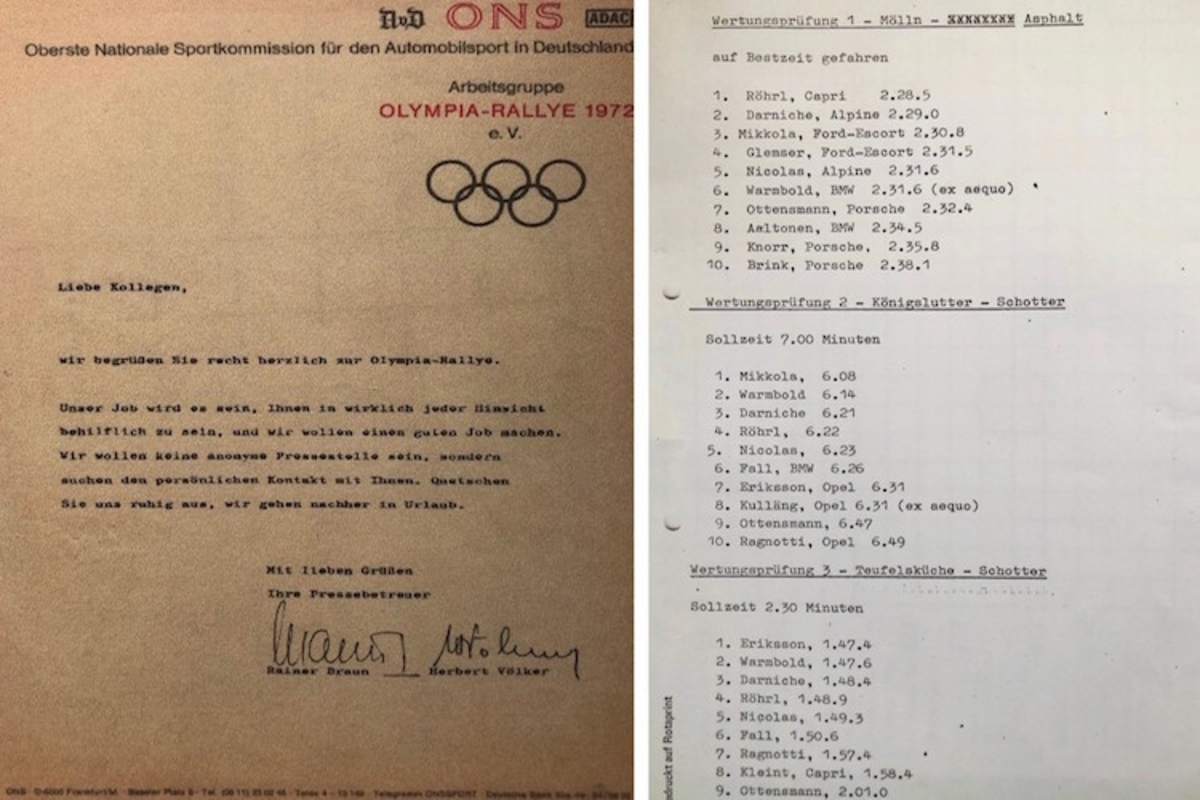 AvD ONS ADAC
Oberste Nationale Sportkommission für den Automobilsport in Deutschland
Arbeitsgruppe
OLYMPIA-RALLYE 1972
e. V.
Liebe Kollegen,
wir begrüßen Sie recht herzlich zur Olympia-Rallye.
Unser Job wird es sein, Ihnen in wirklich jeder Hinsicht
behilflich zu sein, und wir wollen einen guten Job machen.
Wir wollen keine anonyme Pressestelle sein, sondern
suchen den persönlichen Kontakt mit Ihnen. Quetschen
Sie uns ruhig aus, wir gehen nachher in Urlaub.
Mit lieben Grüßen
Ihre Pressebetreuer
Rainer Braun Herbert Völker
ONS · D-6000 Frankfurt/M. · Baseler Platz 6 · Telegramm ONSSPORT
Wertungsprüfung 1 - Mölln - xxxxxxxx Asphalt
auf Bestzeit gefahren
1. Röhrl, Capri 2.28.5
2. Darniche, Alpine 2.29.0
3. Mikkola, Ford-Escort 2.30.8
4. Glemser, Ford-Escort 2.31.5
5. Nicolas, Alpine 2.31.6
6. Warmbold, BMW 2.31.6 (ex aequo)
7. Ottensmann, Porsche 2.32.4
8. Aaltonen, BMW 2.34.5
9. Knorr, Porsche, 2.35.8
10. Brink, Porsche 2.38.1
Wertungsprüfung 2 - Königslutter - Schotter
Sollzeit 7.00 Minuten
1. Mikkola, 6.08
2. Warmbold 6.14
3. Darniche 6.21
4. Röhrl, 6.22
5. Nicolas, 6.23
6. Fall, BMW 6.26
7. Eriksson, Opel 6.31
8. Kulläng, Opel 6.31 (ex aequo)
9. Ottensmann, 6.47
10. Ragnotti, Opel 6.49
Wertungsprüfung 3 - Teufelsküche - Schotter
Sollzeit 2.30 Minuten
1. Eriksson, 1.47.4
2. Warmbold, 1.47.6
3. Darniche, 1.48.4
4. Röhrl, 1.48.9
5. Nicolas, 1.49.3
6. Fall, 1.50.6
7. Ragnotti, 1.57.4
8. Kleint, Capri, 1.58.4
9. Ottensmann, 2.01.0
druckt auf Rotaprint